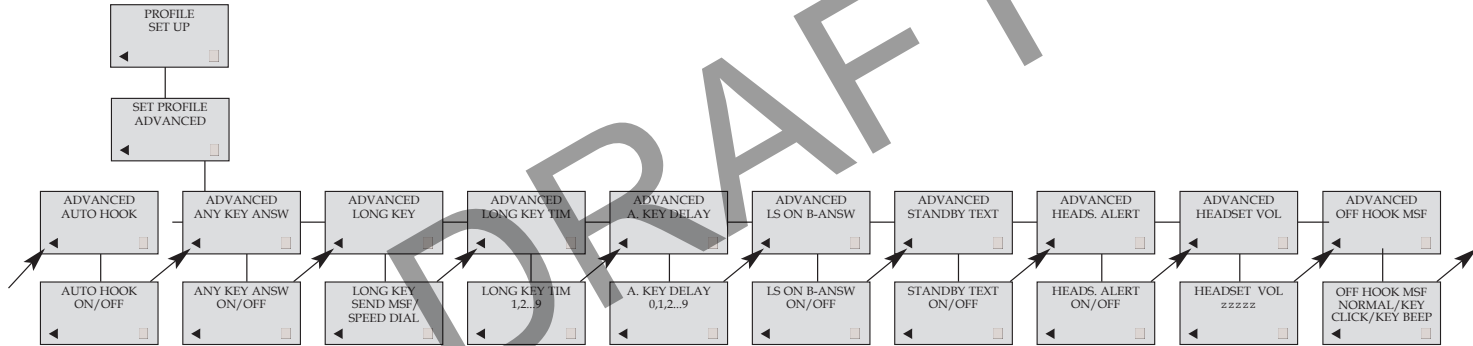 PROFILE
SET UP
SET PROFILE
ADVANCED
ADVANCED
AUTO HOOK
ADVANCED
ANY KEY ANSW
ADVANCED
LONG KEY
ADVANCED
LONG KEY TIM
ADVANCED
A. KEY DELAY
ADVANCED
LS ON B-ANSW
ADVANCED
STANDBY TEXT
ADVANCED
HEADS. ALERT
ADVANCED
HEADSET VOL
ADVANCED
OFF HOOK MSF
AUTO HOOK
ON/OFF
ANY KEY ANSW
ON/OFF
LONG KEY
SEND MSF/
SPEED DIAL
LONG KEY TIM
1,2...9
A. KEY DELAY
0,1,2...9
LS ON B-ANSW
ON/OFF
STANDBY TEXT
ON/OFF
HEADS. ALERT
ON/OFF
HEADSET VOL
zzzzz
OFF HOOK MSF
NORMAL/KEY
CLICK/KEY BEEP
DRAFT